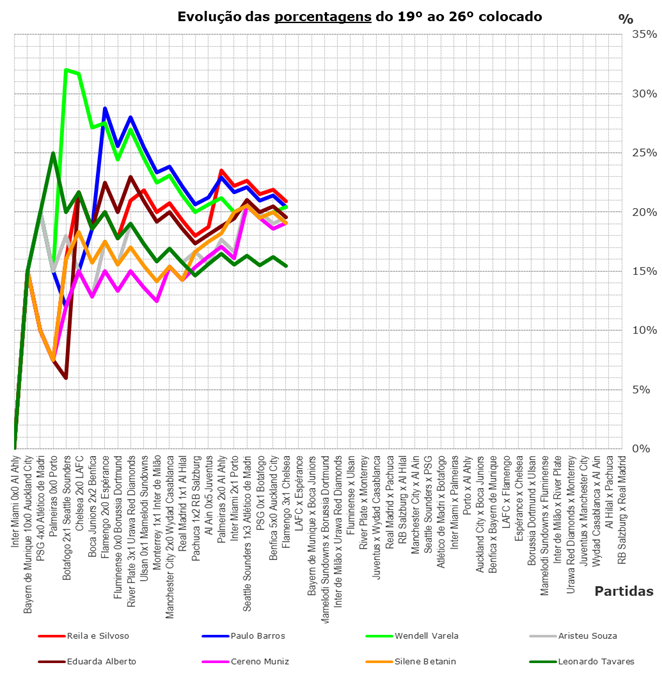 Evolução das porcentagens do 19º ao 26º colocado
%
35%
30%
25%
20%
15%
10%
5%
0%
Inter Miami 0x0 Al Ahly
Bayern de Munique 10x0 Auckland City
PSG 4x0 Atlético de Madri
Palmeiras 0x0 Porto
Botafogo 2x1 Seattle Sounders
Chelsea 2x0 LAFC
Boca Juniors 2x2 Benfica
Flamengo 2x0 Espérance
Fluminense 0x0 Borussia Dortmund
River Plate 3x1 Urawa Red Diamonds
Ulsan 0x1 Mamelodi Sundowns
Monterrey 1x1 Inter de Milão
Manchester City 2x0 Wydad Casablanca
Real Madrid 1x1 Al Hilal
Pachuca 1x2 RB Salzburg
Al Ain 0x5 Juventus
Palmeiras 2x0 Al Ahly
Inter Miami 2x1 Porto
Seattle Sounders 1x3 Atlético de Madri
PSG 0x1 Botafogo
Benfica 5x0 Auckland City
Flamengo 3x1 Chelsea
LAFC x Espérance
Bayern de Munique x Boca Juniors
Mamelodi Sundowns x Borussia Dortmund
Inter de Milão x Urawa Red Diamonds
Fluminense x Ulsan
River Plate x Monterrey
Juventus x Wydad Casablanca
Real Madrid x Pachuca
RB Salzburg x Al Hilal
Manchester City x Al Ain
Seattle Sounders x PSG
Atlético de Madri x Botafogo
Inter Miami x Palmeiras
Porto x Al Ahly
Auckland City x Boca Juniors
Benfica x Bayern de Munique
LAFC x Flamengo
Espérance x Chelsea
Borussia Dortmund x Ulsan
Mamelodi Sundowns x Fluminense
Inter de Milão x River Plate
Urawa Red Diamonds x Monterrey
Juventus x Manchester City
Wydad Casablanca x Al Ain
Al Hilal x Pachuca
RB Salzburg x Real Madrid
Partidas
Reila e Silvoso
Paulo Barros
Wendell Varela
Aristeu Souza
Eduarda Alberto
Cereno Muniz
Silene Betanin
Leonardo Tavares